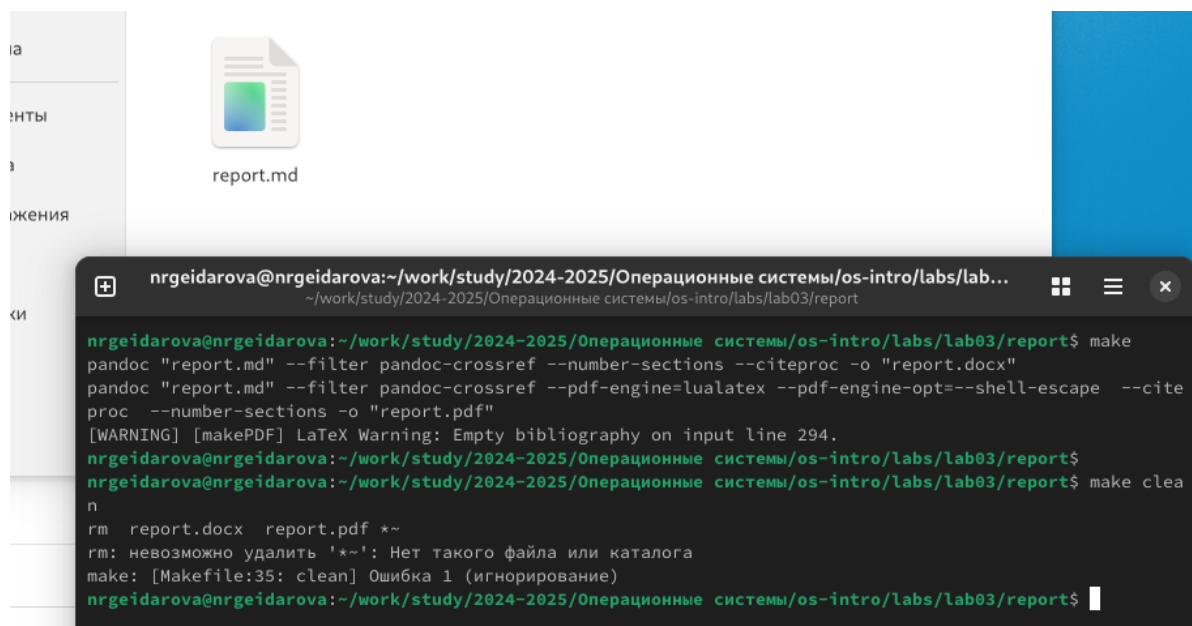 на
енты
а
ажения
ки
report.md
nrgeidarova@nrgeidarova:~/work/study/2024-2025/Операционные системы/os-intro/labs/lab...
~/work/study/2024-2025/Операционные системы/os-intro/labs/lab03/report
nrgeidarova@nrgeidarova:~/work/study/2024-2025/Операционные системы/os-intro/labs/lab03/report$ make
pandoc "report.md" --filter pandoc-crossref --number-sections --citeproc -o "report.docx"
pandoc "report.md" --filter pandoc-crossref --pdf-engine=lualatex --pdf-engine-opt=--shell-escape  --cite
proc  --number-sections -o "report.pdf"
[WARNING] [makePDF] LaTeX Warning: Empty bibliography on input line 294.
nrgeidarova@nrgeidarova:~/work/study/2024-2025/Операционные системы/os-intro/labs/lab03/report$
nrgeidarova@nrgeidarova:~/work/study/2024-2025/Операционные системы/os-intro/labs/lab03/report$ make clea
n
rm  report.docx  report.pdf *~
rm: невозможно удалить '*~': Нет такого файла или каталога
make: [Makefile:35: clean] Ошибка 1 (игнорирование)
nrgeidarova@nrgeidarova:~/work/study/2024-2025/Операционные системы/os-intro/labs/lab03/report$